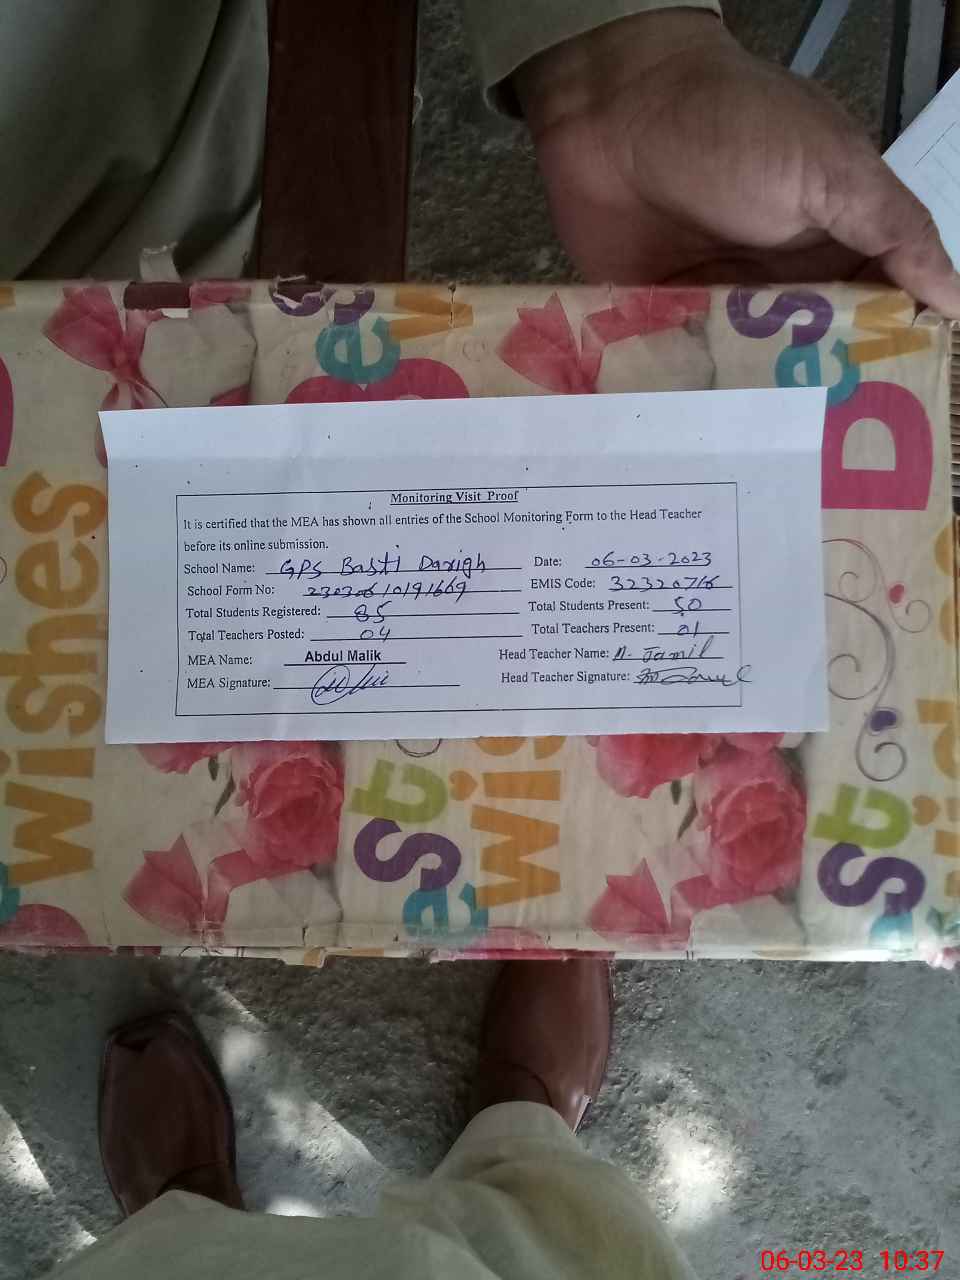 Monitoring Visit Proof
It is certified that the MEA has shown all entries of the School Monitoring Form to the Head Teacher
before its online submission.
School Name: GPS Basti Darigh Date: 06-03-2023
School Form No: 230306 10191669 EMIS Code: 32320716
Total Students Registered: 85 Total Students Present: 50
Total Teachers Posted: 04 Total Teachers Present: 01
MEA Name: Abdul Malik Head Teacher Name: M. Jamil
MEA Signature: Head Teacher Signature:
wishes
Best
wishes
Best
06-03-23 10:37